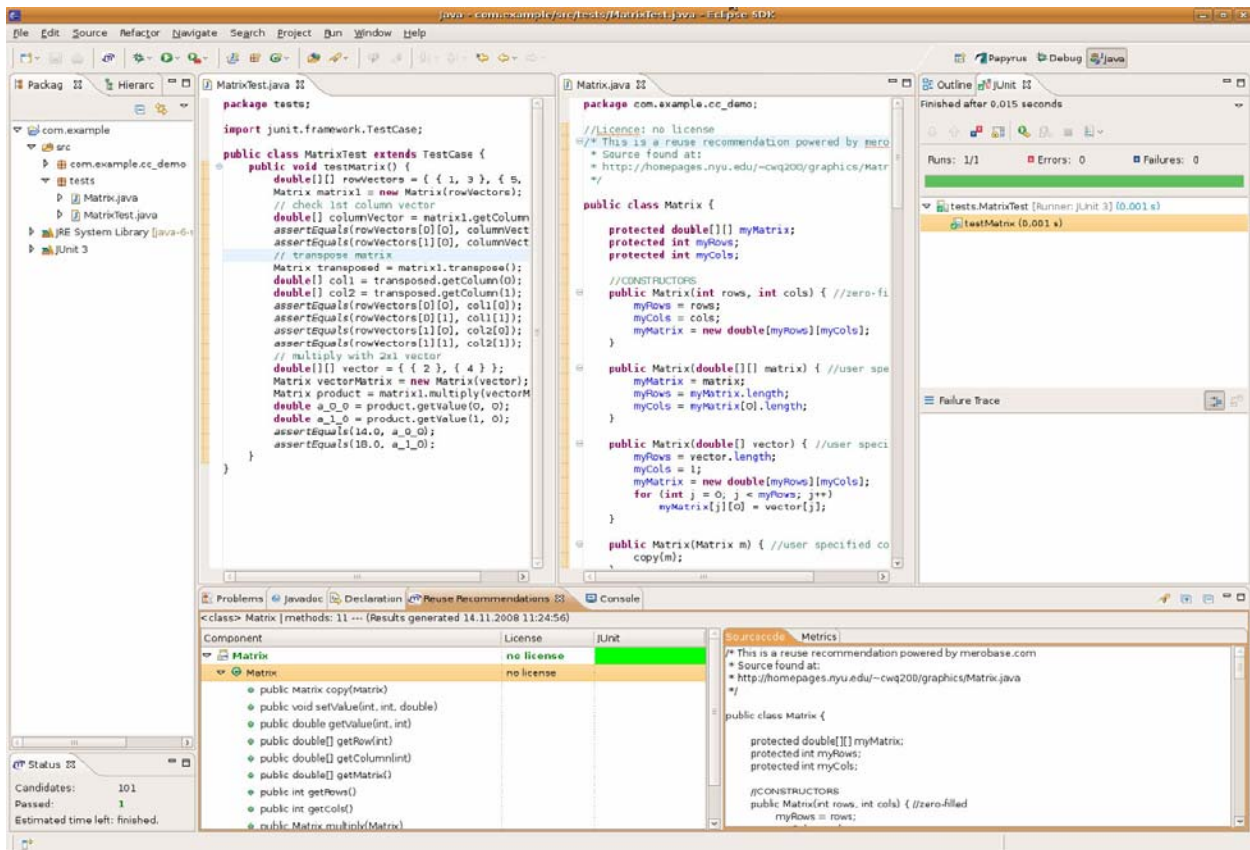 Java - com.example/src/tests/MatrixTest.java - Eclipse SDK
File Edit Source Refactor Navigate Search Project Run Window Help
Papyrus Debug Java
Packag Hierarc
com.example
src
com.example.cc_demo
tests
Matrix.java
MatrixTest.java
JRE System Library [java-6-
JUnit 3
MatrixTest.java
package tests;
import junit.framework.TestCase;
public class MatrixTest extends TestCase {
public void testMatrix() {
double[][] rowVectors = { { 1, 3 }, { 5,
Matrix matrix1 = new Matrix(rowVectors);
// check 1st column vector
double[] columnVector = matrix1.getColumn
assertEquals(rowVectors[0][0], columnVect
assertEquals(rowVectors[1][0], columnVect
// transpose matrix
Matrix transposed = matrix1.transpose();
double[] col1 = transposed.getColumn(0);
double[] col2 = transposed.getColumn(1);
assertEquals(rowVectors[0][0], col1[0]);
assertEquals(rowVectors[0][1], col1[1]);
assertEquals(rowVectors[1][0], col2[0]);
assertEquals(rowVectors[1][1], col2[1]);
// multiply with 2x1 vector
double[][] vector = { { 2 }, { 4 } };
Matrix vectorMatrix = new Matrix(vector);
Matrix product = matrix1.multiply(vectorM
double a_0_0 = product.getValue(0, 0);
double a_1_0 = product.getValue(1, 0);
assertEquals(14.0, a_0_0);
assertEquals(18.0, a_1_0);
}
}
Matrix.java
package com.example.cc_demo;
//Licence: no license
/* This is a reuse recommendation powered by mero
* Source found at:
* http://homepages.nyu.edu/~cwq200/graphics/Matr
*/
public class Matrix {
protected double[][] myMatrix;
protected int myRows;
protected int myCols;
//CONSTRUCTORS
public Matrix(int rows, int cols) { //zero-fi
myRows = rows;
myCols = cols;
myMatrix = new double[myRows][myCols];
}
public Matrix(double[][] matrix) { //user spe
myMatrix = matrix;
myRows = myMatrix.length;
myCols = myMatrix[0].length;
}
public Matrix(double[] vector) { //user speci
myRows = vector.length;
myCols = 1;
myMatrix = new double[myRows][myCols];
for (int j = 0; j < myRows; j++)
myMatrix[j][0] = vector[j];
}
public Matrix(Matrix m) { //user specified co
copy(m);
Outline JUnit
Finished after 0,015 seconds
Runs: 1/1 Errors: 0 Failures: 0
tests.MatrixTest [Runner: JUnit 3] (0,001 s)
testMatrix (0,001 s)
Failure Trace
Status
Candidates: 101
Passed: 1
Estimated time left: finished.
Problems Javadoc Declaration Reuse Recommendations Console
<class> Matrix | methods: 11 --- (Results generated 14.11.2008 11:24:56)
Component License JUnit
Matrix no license
Matrix no license
public Matrix copy(Matrix)
public void setValue(int, int, double)
public double getValue(int, int)
public double[] getRow(int)
public double[] getColumn(int)
public double[] getMatrix()
public int getRows()
public int getCols()
public Matrix multiply(Matrix)
Sourcecode Metrics
/* This is a reuse recommendation powered by merobase.com
* Source found at:
* http://homepages.nyu.edu/~cwq200/graphics/Matrix.java
*/
public class Matrix {
protected double[][] myMatrix;
protected int myRows;
protected int myCols;
//CONSTRUCTORS
public Matrix(int rows, int cols) { //zero-filled
myRows = rows;